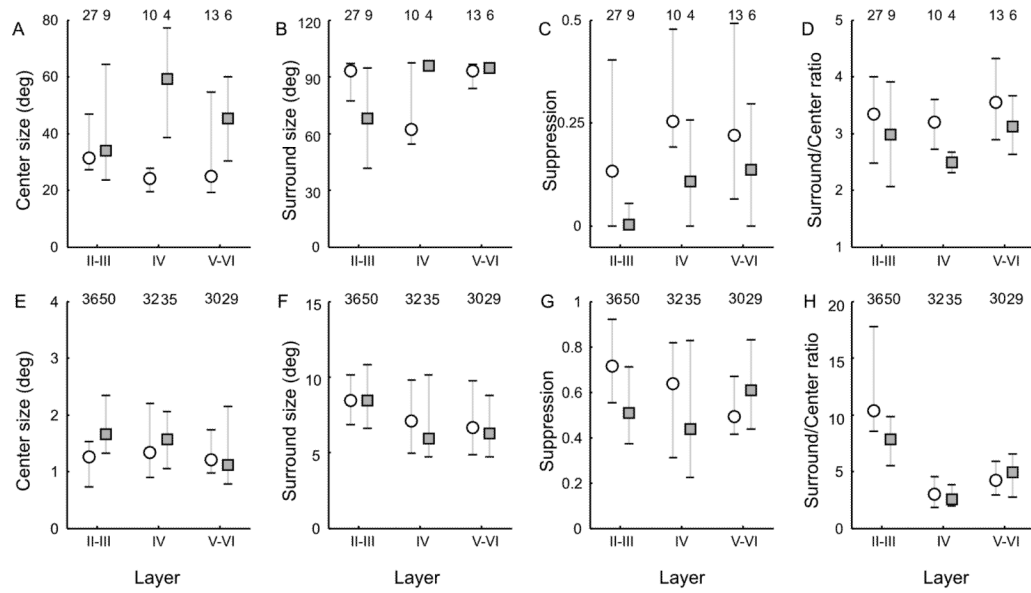 A
27 9 10 4 13 6
Center size (deg)
80
60
40
20
0
II-III IV V-VI
B
27 9 10 4 13 6
Surround size (deg)
120
90
60
30
0
II-III IV V-VI
C
27 9 10 4 13 6
Suppression
0.5
0.25
0
II-III IV V-VI
D
27 9 10 4 13 6
Surround/Center ratio
5
4
3
2
1
II-III IV V-VI
E
3650 3235 3029
Center size (deg)
4
3
2
1
0
II-III IV V-VI
Layer
F
3650 3235 3029
Surround size (deg)
15
10
5
0
II-III IV V-VI
Layer
G
3650 3235 3029
Suppression
1
0.8
0.6
0.4
0.2
0
II-III IV V-VI
Layer
H
3650 3235 3029
Surround/Center ratio
20
15
10
5
0
II-III IV V-VI
Layer